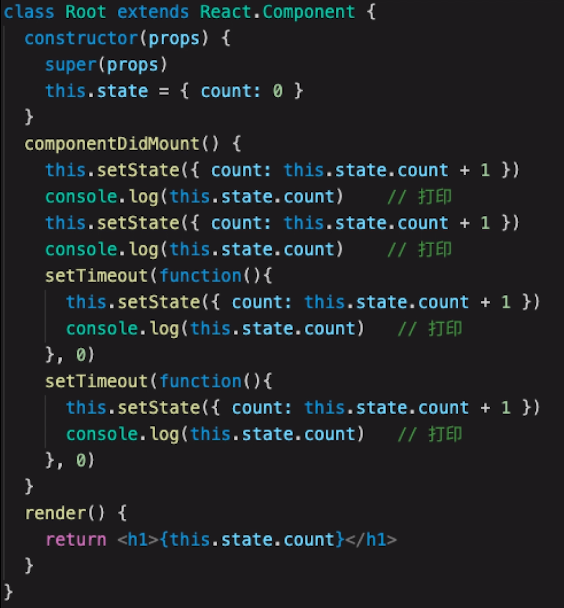 class Root extends React.Component {
  constructor(props) {
    super(props)
    this.state = { count: 0 }
  }
  componentDidMount() {
    this.setState({ count: this.state.count + 1 })
    console.log(this.state.count)    // 打印
    this.setState({ count: this.state.count + 1 })
    console.log(this.state.count)    // 打印
    setTimeout(function(){
      this.setState({ count: this.state.count + 1 })
      console.log(this.state.count)   // 打印
    }, 0)
    setTimeout(function(){
      this.setState({ count: this.state.count + 1 })
      console.log(this.state.count)   // 打印
    }, 0)
  }
  render() {
    return <h1>{this.state.count}</h1>
  }
}